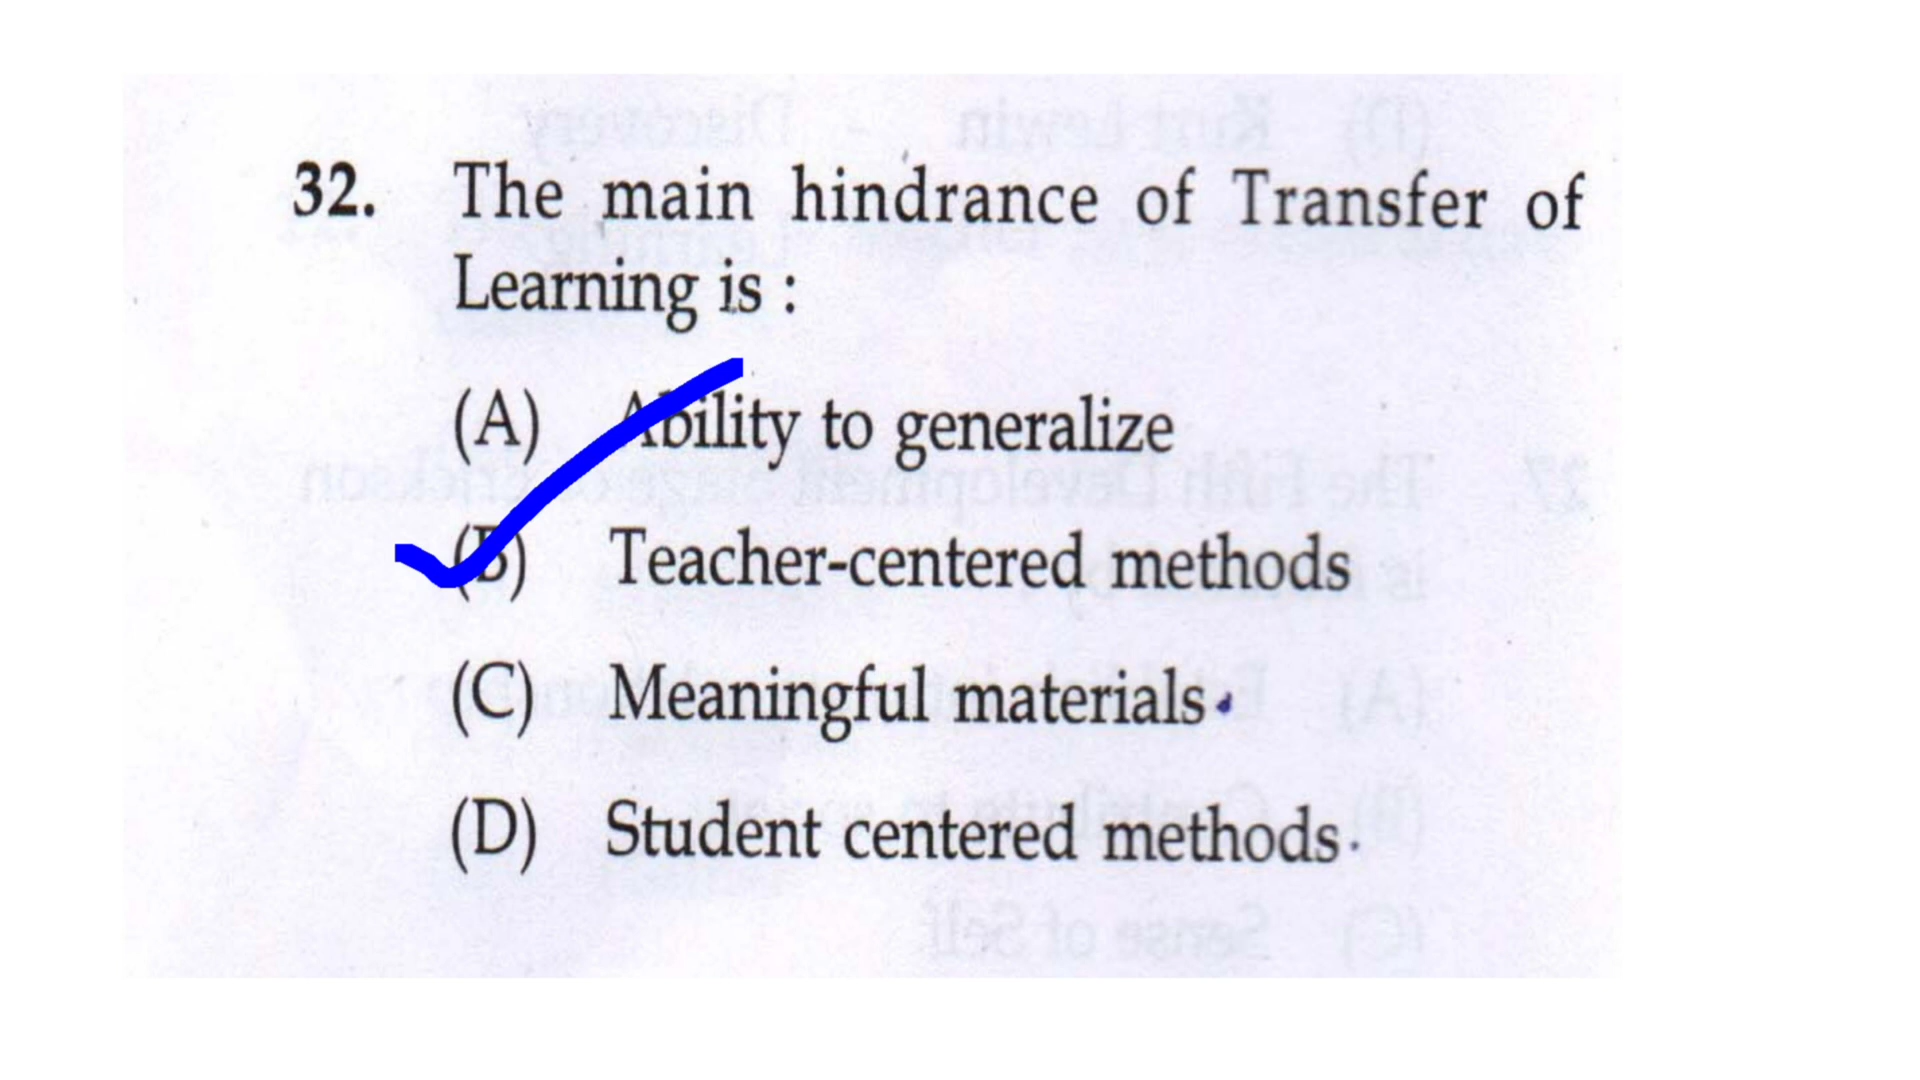 32. The main hindrance of Transfer of
Learning is :
(A) Ability to generalize
(B) Teacher-centered methods
(C) Meaningful materials
(D) Student centered methods